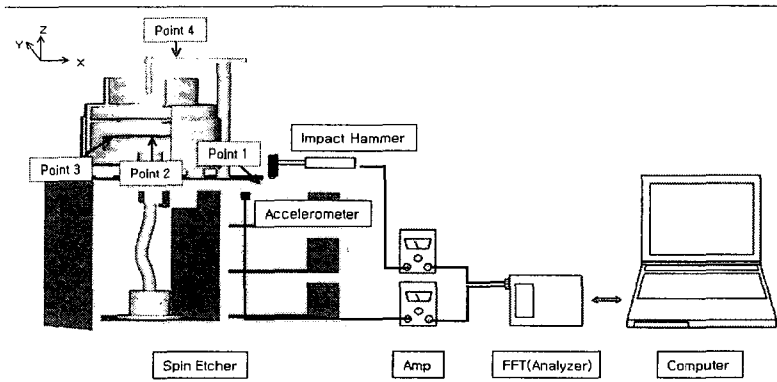 Point 4
Z
Y
X
Impact Hammer
Point 1
Point 3
Point 2
Accelerometer
Spin Etcher
Amp
FFT(Analyzer)
Computer